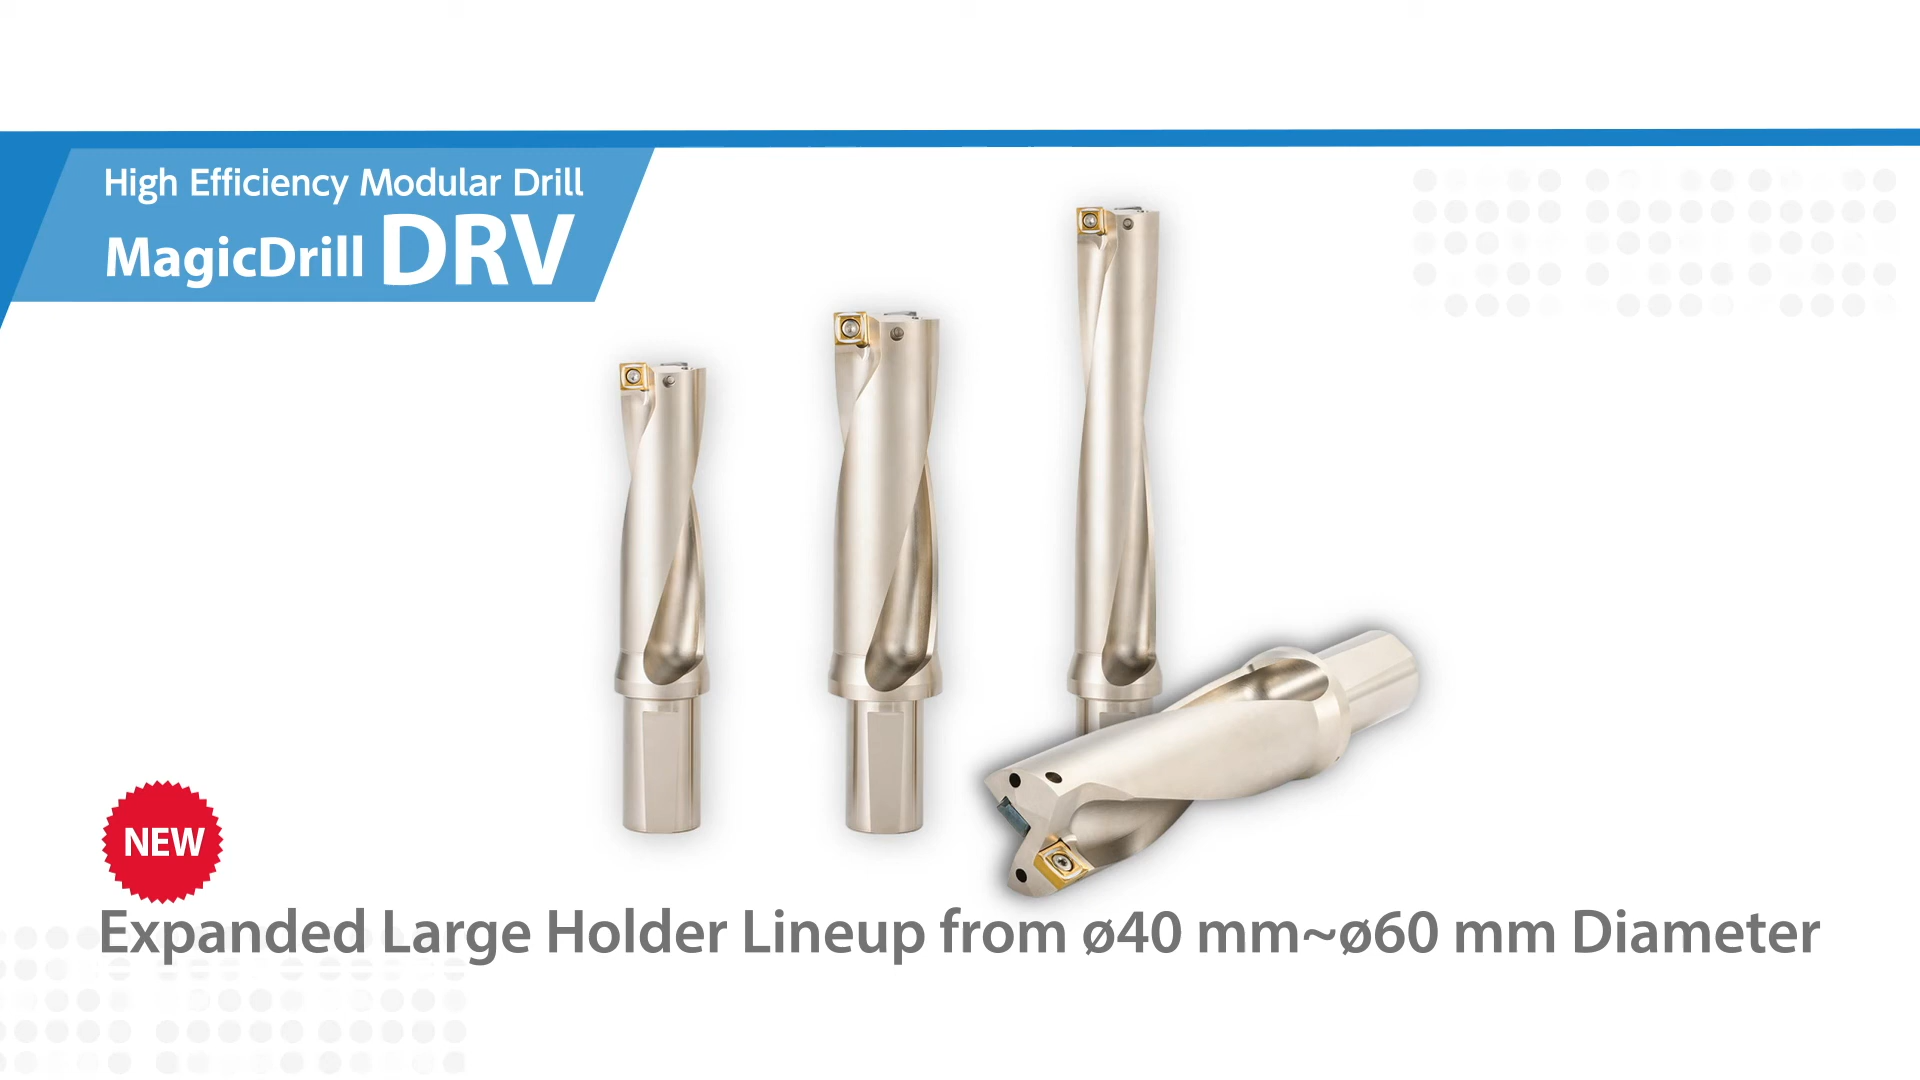 High Efficiency Modular Drill
MagicDrill DRV
NEW
Expanded Large Holder Lineup from ø40 mm~ø60 mm Diameter